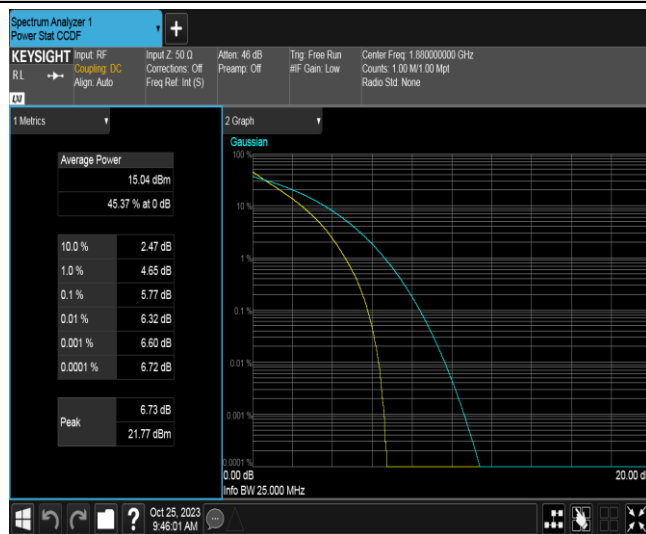 Spectrum Analyzer 1
Power Stat CCDF
KEYSIGHT
RL
LXI
Input: RF
Coupling: DC
Align: Auto
Input Z: 50 Ω
Corrections: Off
Freq Ref: Int (S)
Atten: 46 dB
Preamp: Off
Trig: Free Run
#IF Gain: Low
Center Freq: 1.880000000 GHz
Counts: 1.00 M/1.00 Mpt
Radio Std: None
1 Metrics
Average Power
15.04 dBm
45.37 % at 0 dB
10.0 % 2.47 dB
1.0 % 4.65 dB
0.1 % 5.77 dB
0.01 % 6.32 dB
0.001 % 6.60 dB
0.0001 % 6.72 dB
Peak
6.73 dB
21.77 dBm
2 Graph
Gaussian
100 %
10 %
1 %
0.1 %
0.01 %
0.001 %
0.0001 %
0.00 dB
20.00 d
Info BW 25.000 MHz
Oct 25, 2023
9:46:01 AM